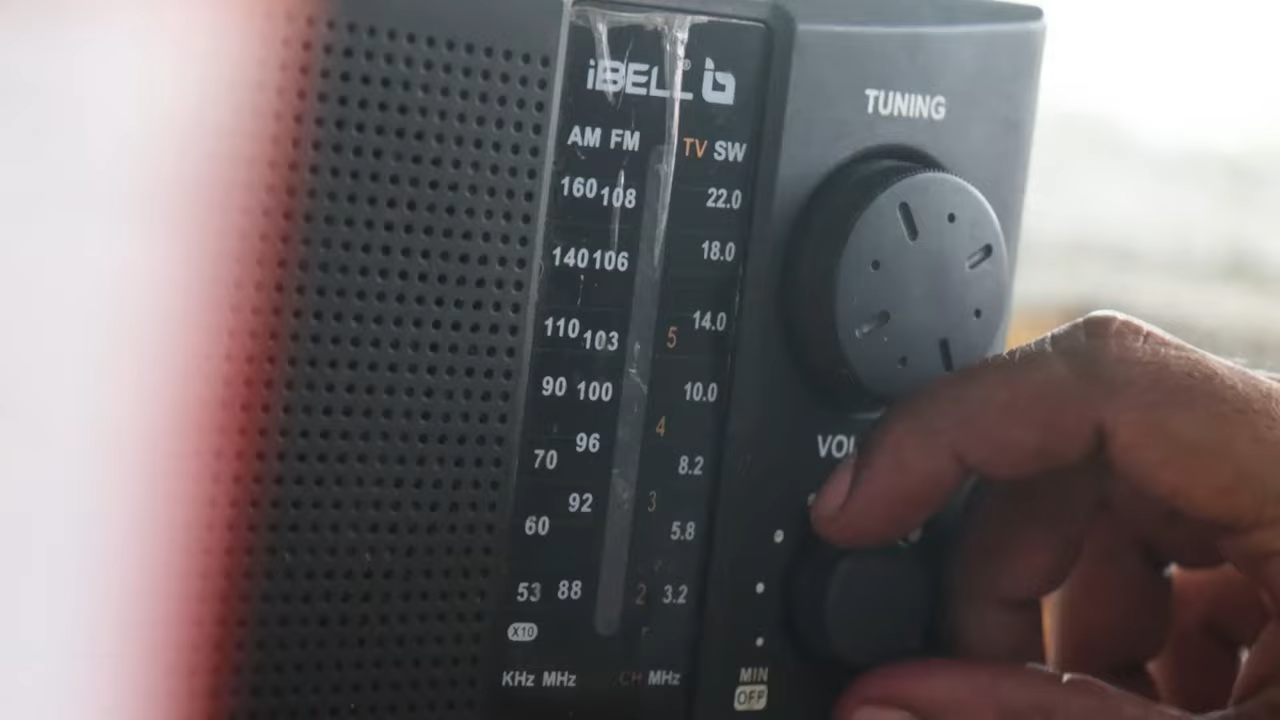 iBELL® b
TUNING
AM FM TV SW
160 108 22.0
140 106 18.0
110 103 5 14.0
90 100 10.0
96 4
70 8.2
92 3
60 5.8
53 88 2 3.2
X10
KHz MHz CH MHz
VOL
MIN
OFF